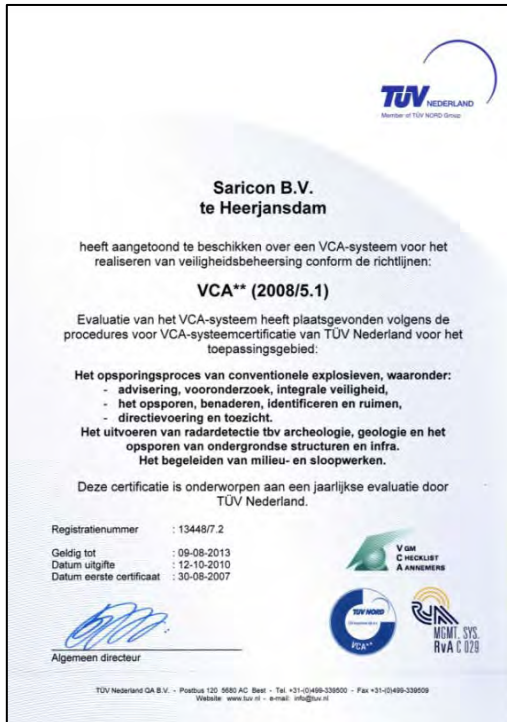 TÜV NEDERLAND
Member of TÜV NORD Group
Saricon B.V.
te Heerjansdam
heeft aangetoond te beschikken over een VCA-systeem voor het
realiseren van veiligheidsbeheersing conform de richtlijnen:
VCA** (2008/5.1)
Evaluatie van het VCA-systeem heeft plaatsgevonden volgens de
procedures voor VCA-systeemcertificatie van TÜV Nederland voor het
toepassingsgebied:
Het opsporingsproces van conventionele explosieven, waaronder:
- advisering, vooronderzoek, integrale veiligheid,
- het opsporen, benaderen, identificeren en ruimen,
- directievoering en toezicht.
Het uitvoeren van radardetectie tbv archeologie, geologie en het
opsporen van ondergrondse structuren en infra.
Het begeleiden van milieu- en sloopwerken.
Deze certificatie is onderworpen aan een jaarlijkse evaluatie door
TÜV Nederland.
Registratienummer : 13448/7.2
Geldig tot : 09-08-2013
Datum uitgifte : 12-10-2010
Datum eerste certificaat : 30-08-2007
VGM
CHECKLIST
AANNEMERS
TUV NORD
VCA**
RvA
MGMT. SYS.
RvA C 029
Algemeen directeur
TÜV Nederland QA B.V. - Postbus 120 5680 AC Best - Tel. +31-(0)499-339500 - Fax +31-(0)499-339509
Website: www.tuv.nl - e-mail: info@tuv.nl